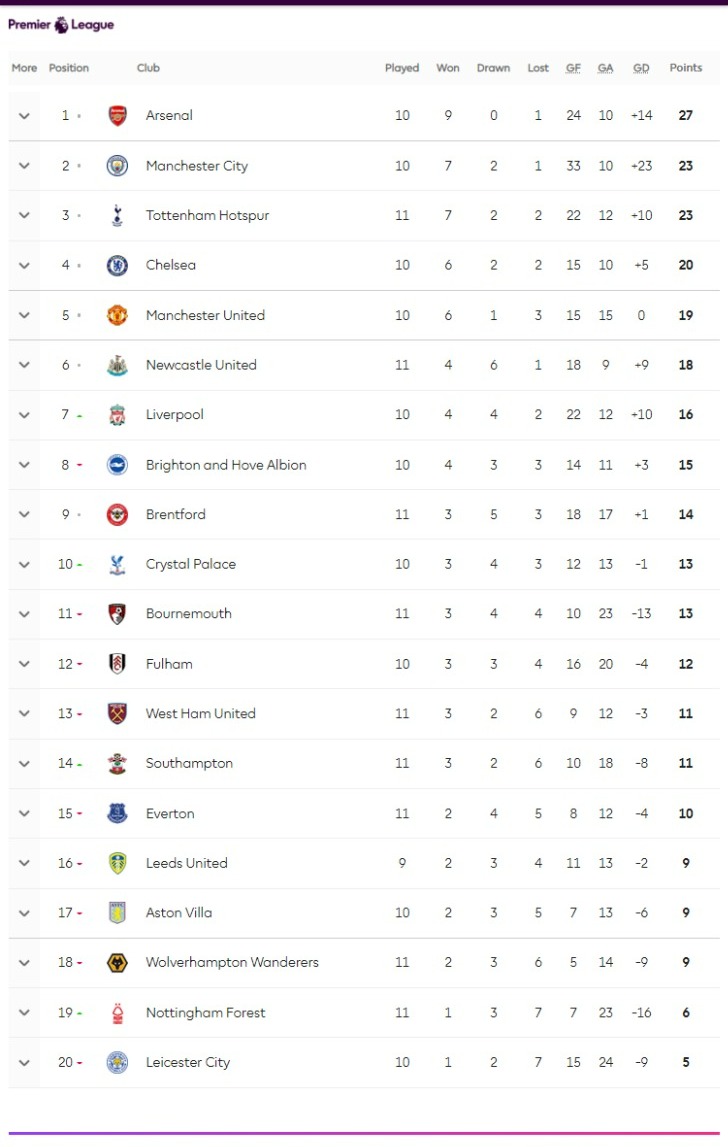 Premier League
More Position Club Played Won Drawn Lost GF GA GD Points
1 Arsenal 10 9 0 1 24 10 +14 27
2 Manchester City 10 7 2 1 33 10 +23 23
3 Tottenham Hotspur 11 7 2 2 22 12 +10 23
4 Chelsea 10 6 2 2 15 10 +5 20
5 Manchester United 10 6 1 3 15 15 0 19
6 Newcastle United 11 4 6 1 18 9 +9 18
7 Liverpool 10 4 4 2 22 12 +10 16
8 Brighton and Hove Albion 10 4 3 3 14 11 +3 15
9 Brentford 11 3 5 3 18 17 +1 14
10 Crystal Palace 10 3 4 3 12 13 -1 13
11 Bournemouth 11 3 4 4 10 23 -13 13
12 Fulham 10 3 3 4 16 20 -4 12
13 West Ham United 11 3 2 6 9 12 -3 11
14 Southampton 11 3 2 6 10 18 -8 11
15 Everton 11 2 4 5 8 12 -4 10
16 Leeds United 9 2 3 4 11 13 -2 9
17 Aston Villa 10 2 3 5 7 13 -6 9
18 Wolverhampton Wanderers 11 2 3 6 5 14 -9 9
19 Nottingham Forest 11 1 3 7 7 23 -16 6
20 Leicester City 10 1 2 7 15 24 -9 5